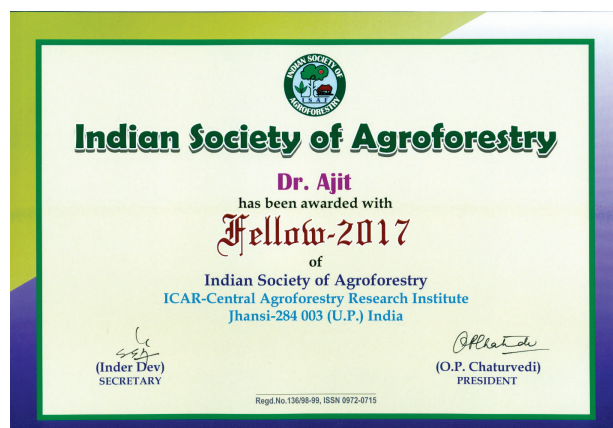 INDIAN SOCIETY OF
ISAF
AGROFORESTRY
Indian Society of Agroforestry
Dr. Ajit
has been awarded with
Fellow-2017
of
Indian Society of Agroforestry
ICAR-Central Agroforestry Research Institute
Jhansi-284 003 (U.P.) India
(Inder Dev)
SECRETARY
(O.P. Chaturvedi)
PRESIDENT
Regd.No.136/98-99, ISSN 0972-0715